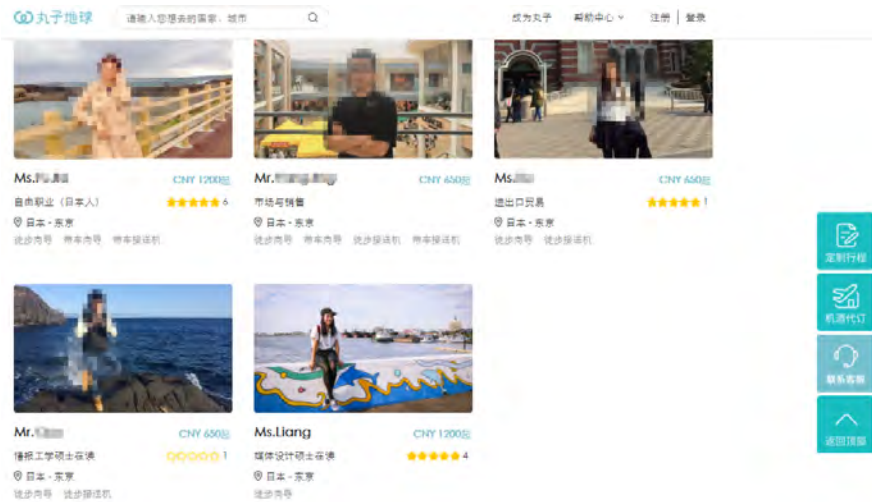 丸子地球 请输入您想去的国家、城市 成为丸子 帮助中心 注册 | 登录
Ms. CNY 1200起
自由职业（日本人） 6
日本 - 东京
徒步向导 带车向导 带车接送机
Mr. CNY 650起
市场与销售
日本 - 东京
徒步向导 带车向导 徒步接送机 带车接送机
Ms. CNY 650起
进出口贸易 1
日本 - 东京
徒步向导 徒步接送机
Mr. CNY 650起
情报工学硕士在读 1
日本 - 东京
徒步向导 徒步接送机
Ms.Liang CNY 1200起
媒体设计硕士在读 4
日本 - 东京
徒步向导
定制行程
机酒代订
联系客服
返回顶部